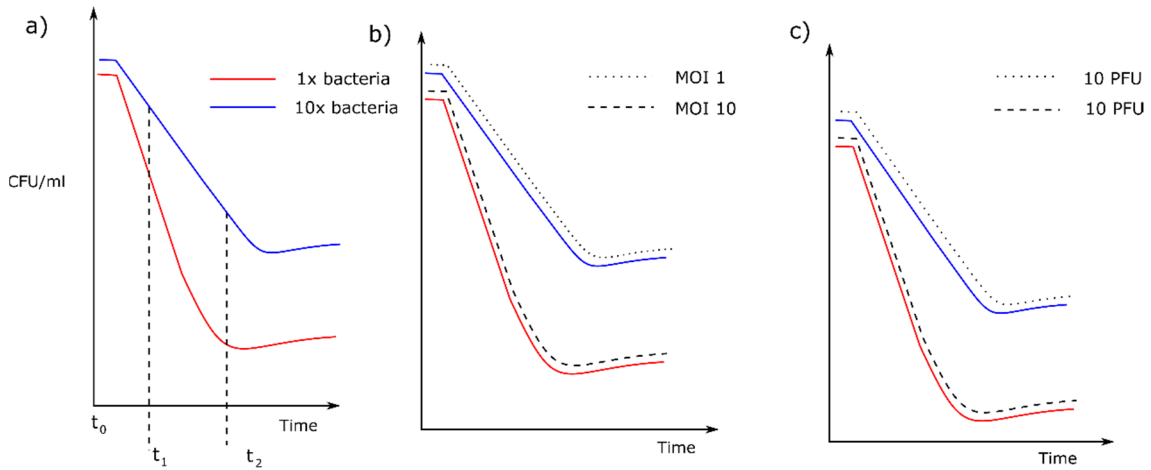 a)
1x bacteria
10x bacteria
CFU/ml
t0
t1
t2
Time
b)
MOI 1
MOI 10
Time
c)
10 PFU
10 PFU
Time